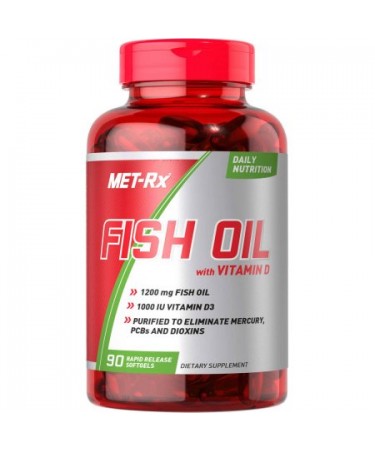 DAILY
NUTRITION
MET-Rx
FISH OIL
with VITAMIN D
1200 mg FISH OIL
1000 IU VITAMIN D3
PURIFIED TO ELIMINATE MERCURY,
PCBs AND DIOXINS
90 RAPID RELEASE
SOFTGELS
DIETARY SUPPLEMENT